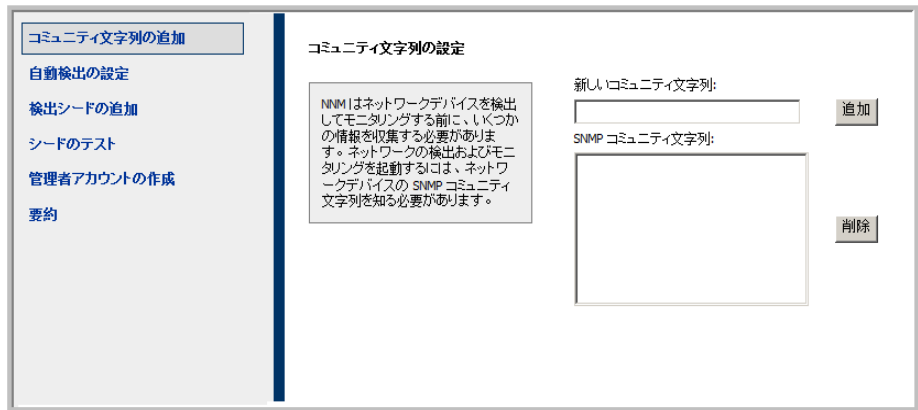 コミュニティ文字列の追加
自動検出の設定
検出シードの追加
シードのテスト
管理者アカウントの作成
要約
コミュニティ文字列の設定
NNM iはネットワークデバイスを検出
してモニタリングする前に、いくつか
の情報を収集する必要がありま
す。ネットワークの検出およびモニ
タリングを起動するには、ネットワ
ークデバイスの SNMP コミュニティ
文字列を知る必要があります。
新しいコミュニティ文字列:
追加
SNMP コミュニティ文字列:
削除